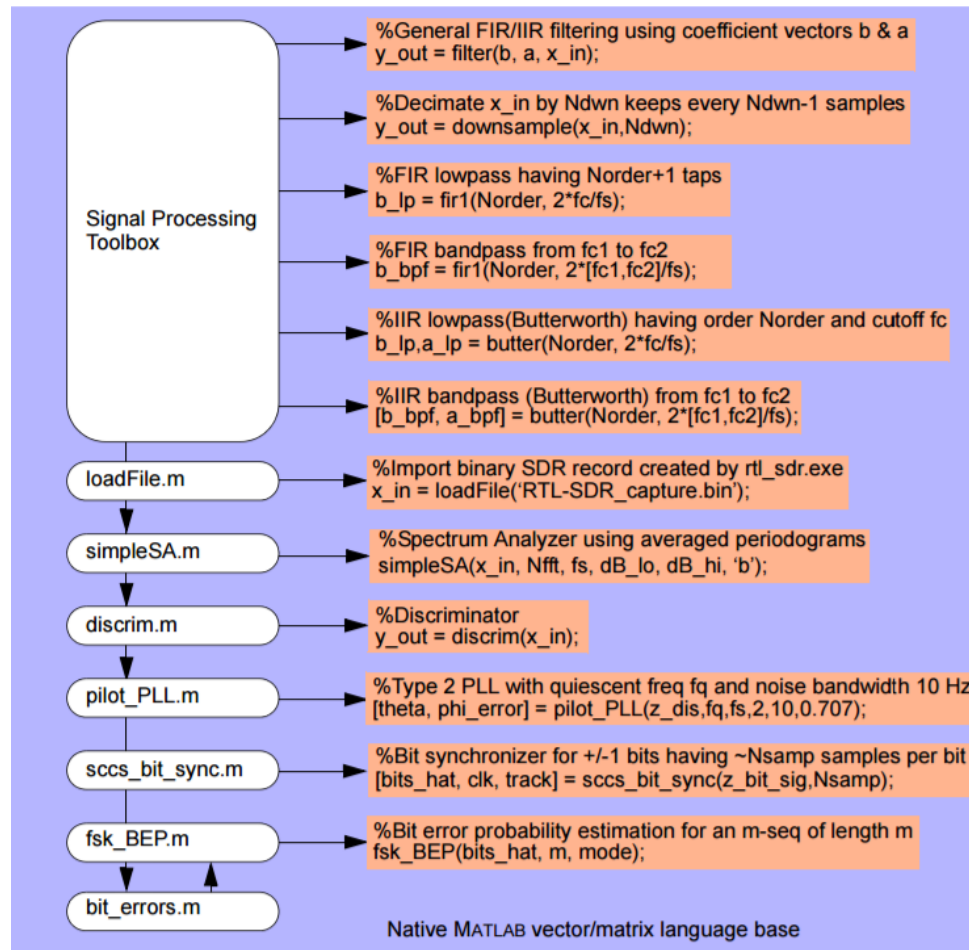 %General FIR/IIR filtering using coefficient vectors b & a
y_out = filter(b, a, x_in);
%Decimate x_in by Ndwn keeps every Ndwn-1 samples
y_out = downsample(x_in,Ndwn);
%FIR lowpass having Norder+1 taps
b_lp = fir1(Norder, 2*fc/fs);
Signal Processing
Toolbox
%FIR bandpass from fc1 to fc2
b_bpf = fir1(Norder, 2*[fc1,fc2]/fs);
%IIR lowpass(Butterworth) having order Norder and cutoff fc
b_lp,a_lp = butter(Norder, 2*fc/fs);
%IIR bandpass (Butterworth) from fc1 to fc2
[b_bpf, a_bpf] = butter(Norder, 2*[fc1,fc2]/fs);
loadFile.m
%Import binary SDR record created by rtl_sdr.exe
x_in = loadFile(‘RTL-SDR_capture.bin’);
simpleSA.m
%Spectrum Analyzer using averaged periodograms
simpleSA(x_in, Nfft, fs, dB_lo, dB_hi, ‘b’);
discrim.m
%Discriminator
y_out = discrim(x_in);
pilot_PLL.m
%Type 2 PLL with quiescent freq fq and noise bandwidth 10 Hz
[theta, phi_error] = pilot_PLL(z_dis,fq,fs,2,10,0.707);
sccs_bit_sync.m
%Bit synchronizer for +/-1 bits having ~Nsamp samples per bit
[bits_hat, clk, track] = sccs_bit_sync(z_bit_sig,Nsamp);
fsk_BEP.m
%Bit error probability estimation for an m-seq of length m
fsk_BEP(bits_hat, m, mode);
bit_errors.m
Native MATLAB vector/matrix language base